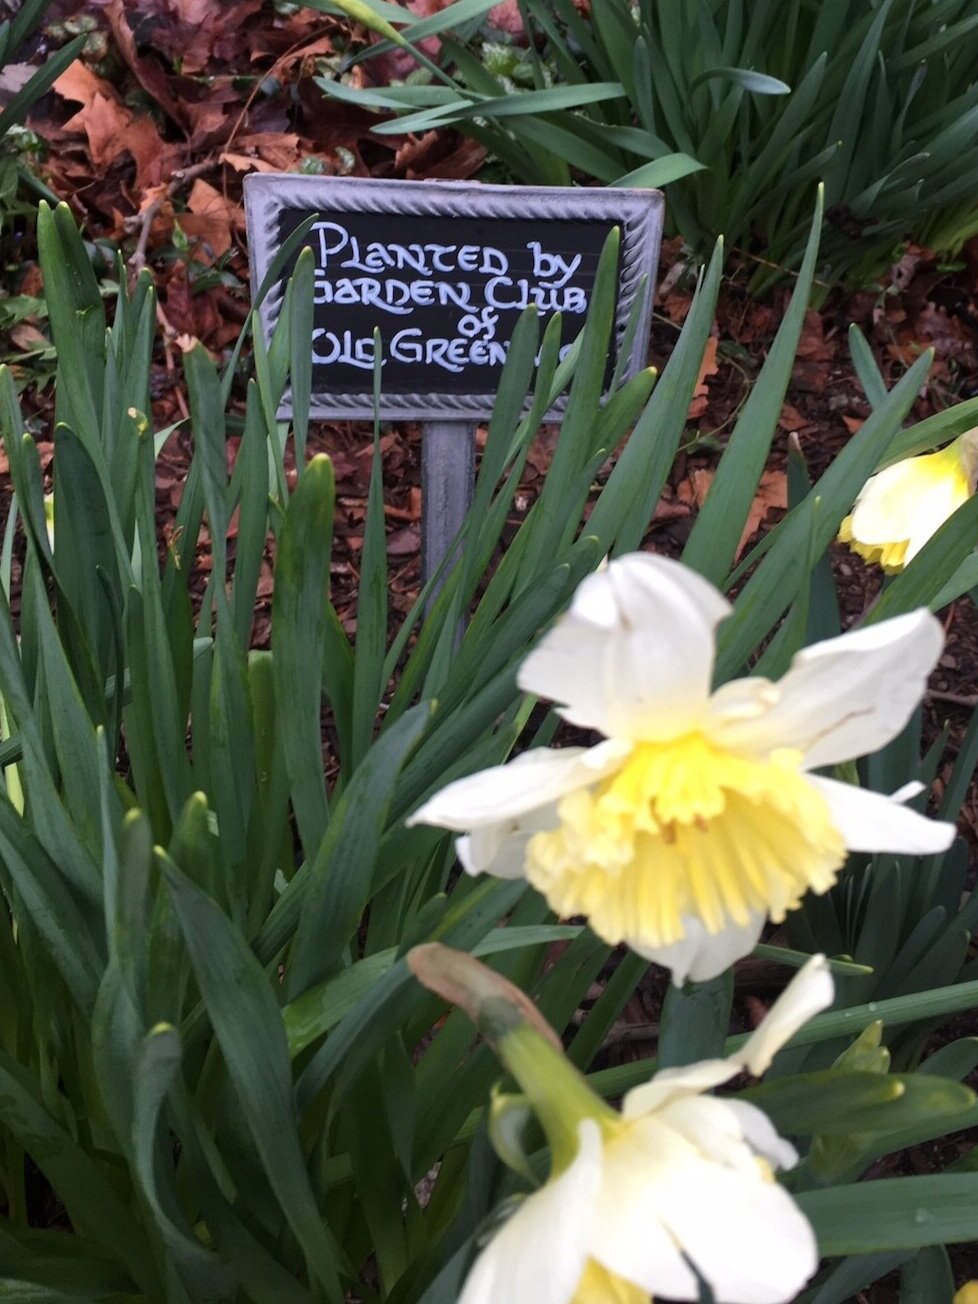 Planted by
Garden Club
of
Old